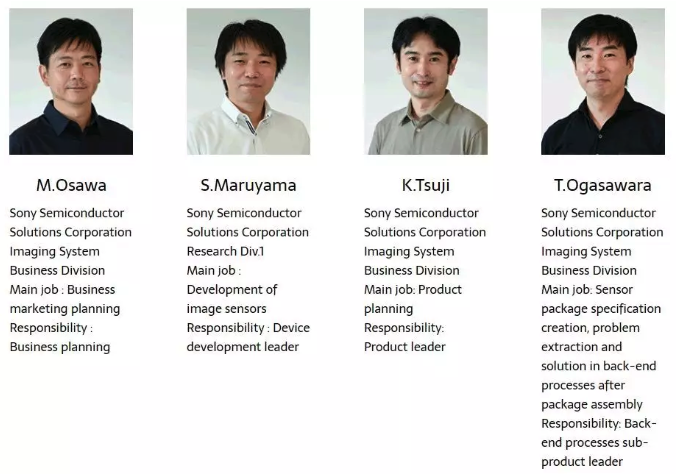 M.Osawa
Sony Semiconductor
Solutions Corporation
Imaging System
Business Division
Main job : Business
marketing planning
Responsibility :
Business planning
S.Maruyama
Sony Semiconductor
Solutions Corporation
Research Div.1
Main job :
Development of
image sensors
Responsibility : Device
development leader
K.Tsuji
Sony Semiconductor
Solutions Corporation
Imaging System
Business Division
Main job: Product
planning
Responsibility:
Product leader
T.Ogasawara
Sony Semiconductor
Solutions Corporation
Imaging System
Business Division
Main job: Sensor
package specification
creation, problem
extraction and
solution in back-end
processes after
package assembly
Responsibility: Back-
end processes sub-
product leader